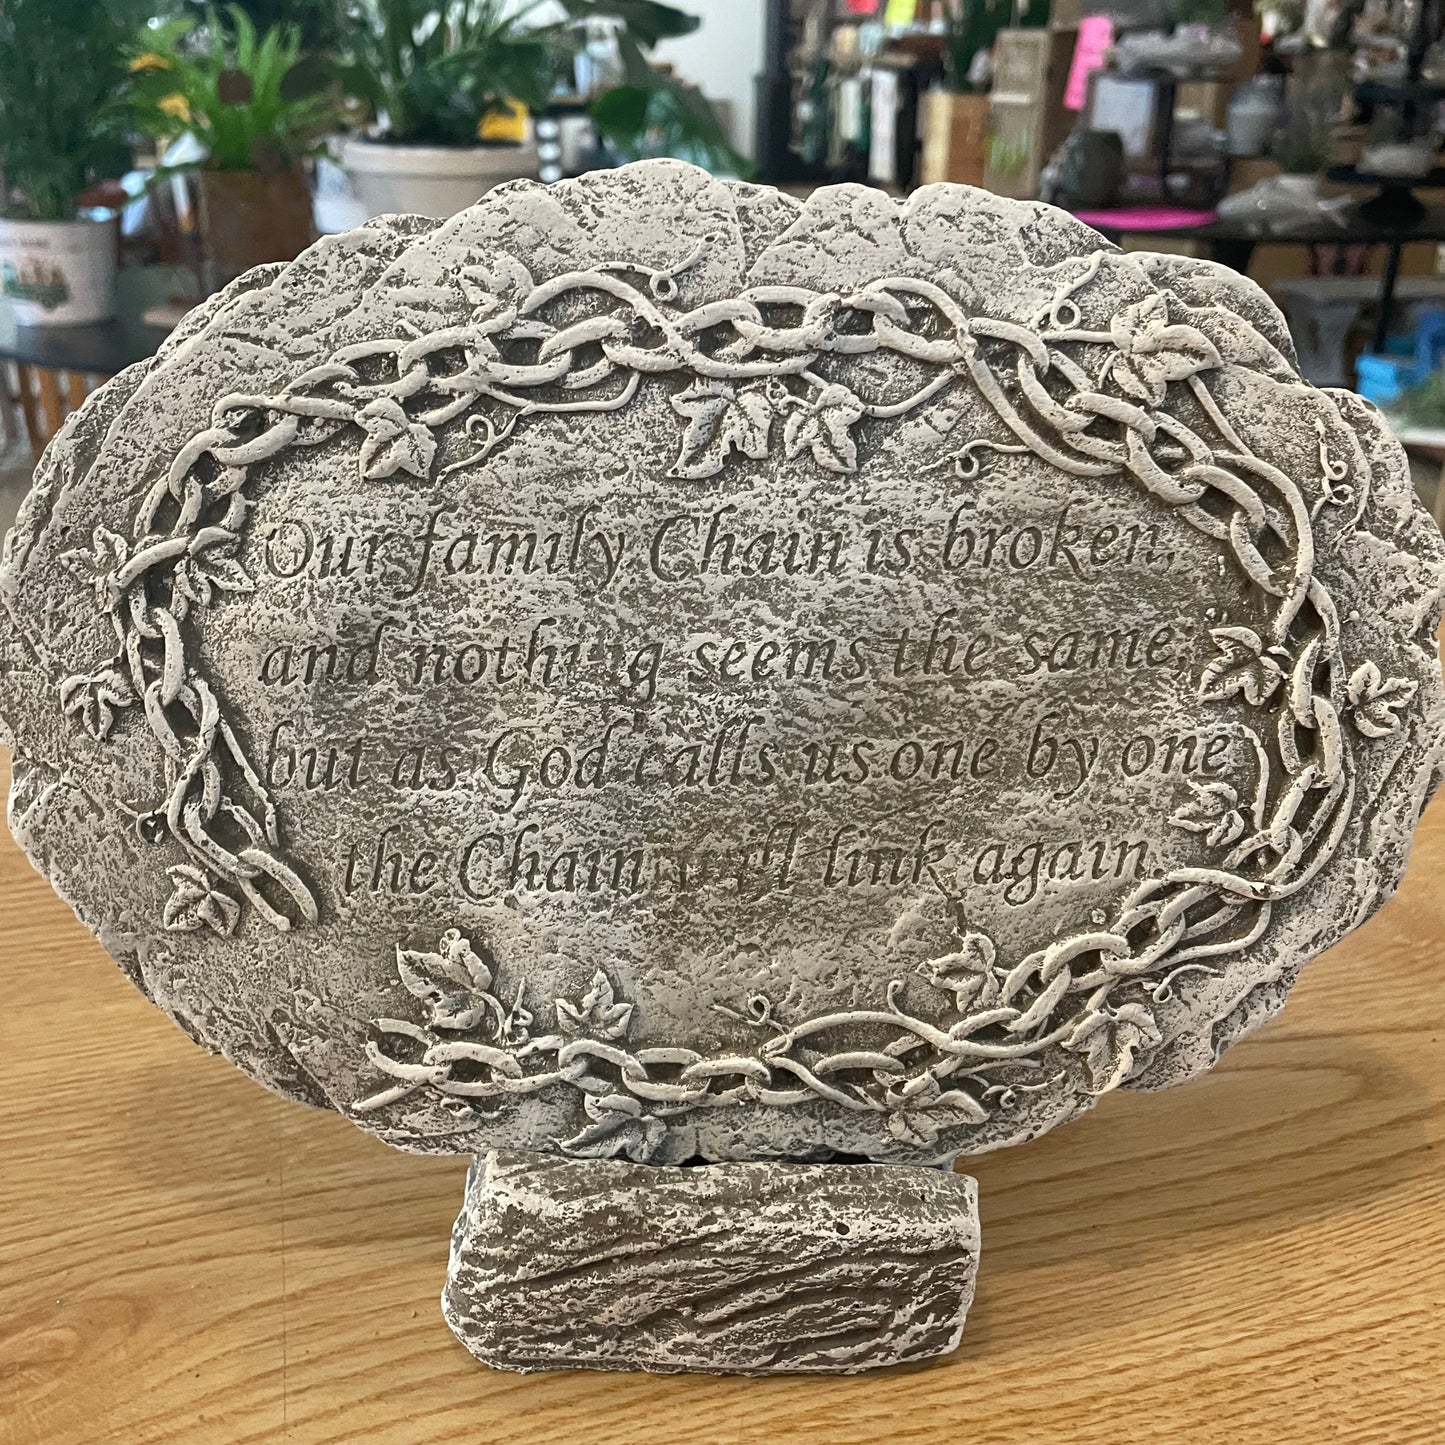 Our family Chain is broken,
and nothing seems the same;
but as God calls us one by one
the Chain will link again.